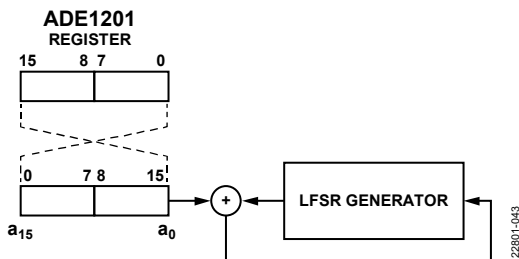 ADE1201
REGISTER
15 8 7 0
0 7 8 15
a15 a0
+
LFSR GENERATOR
22801-043